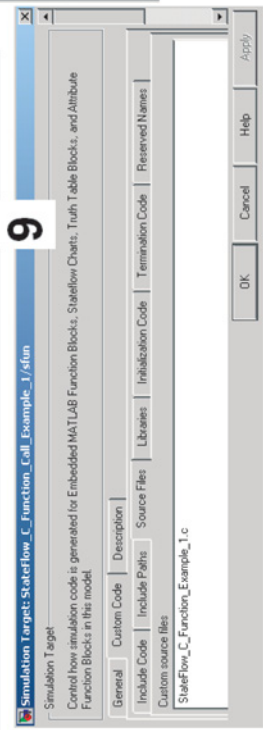 Simulation Target: StateFlow_C_Function_Call_Example_1/sfun
9
Simulation Target
Control how simulation code is generated for Embedded MATLAB Function Blocks, Stateflow Charts, Truth Table Blocks, and Attribute
Function Blocks in this model.
General Custom Code Description
Include Code Include Paths Source Files Libraries Initialization Code Termination Code Reserved Names
Custom source files
StateFlow_C_Function_Example_1.c
OK Cancel Help Apply